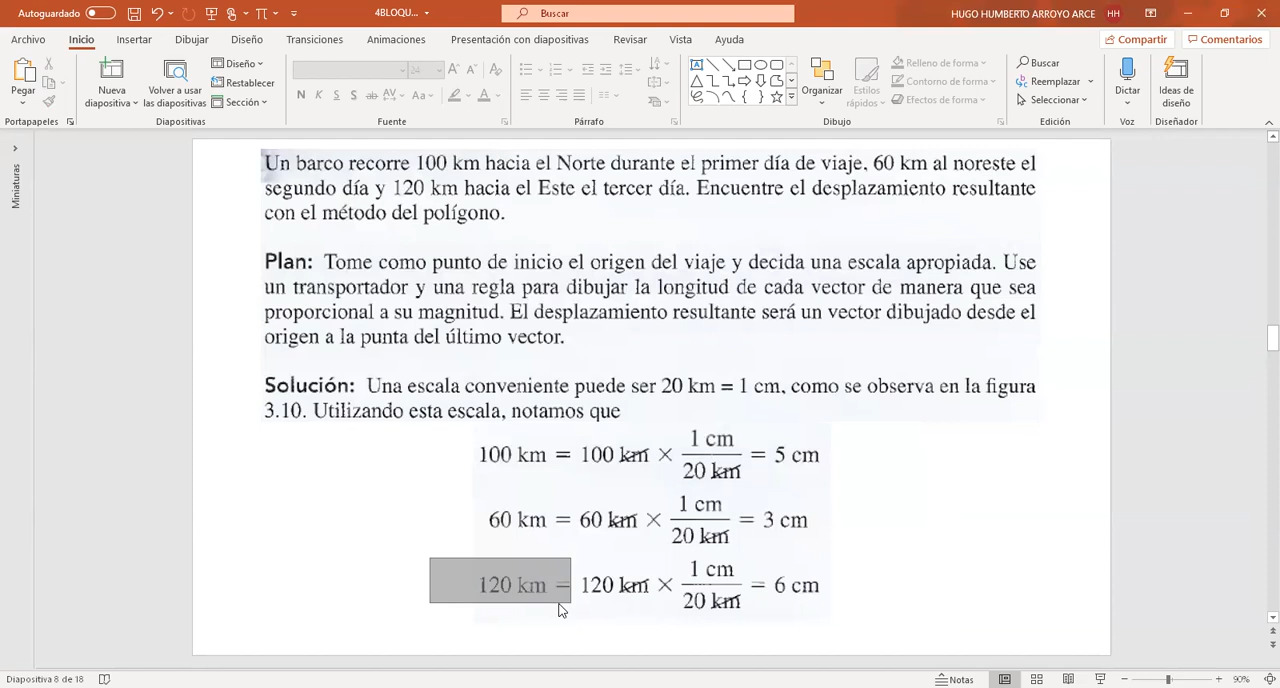 Autoguardado
4BLOQU...
Buscar
HUGO HUMBERTO ARROYO ARCE
HH
Archivo Inicio Insertar Dibujar Diseño Transiciones Animaciones Presentación con diapositivas Revisar Vista Ayuda
Compartir Comentarios
Pegar
Nueva diapositiva
Volver a usar las diapositivas
Diseño
Restablecer
Sección
24
N K S S ab AV Aa A
Organizar
Estilos rápidos
Relleno de forma
Contorno de forma
Efectos de forma
Buscar
Reemplazar
Seleccionar
Dictar
Ideas de diseño
Portapapeles Diapositivas Fuente Párrafo Dibujo Edición Voz Diseñador
Miniaturas
Un barco recorre 100 km hacia el Norte durante el primer día de viaje, 60 km al noreste el
segundo día y 120 km hacia el Este el tercer día. Encuentre el desplazamiento resultante
con el método del polígono.
Plan: Tome como punto de inicio el origen del viaje y decida una escala apropiada. Use
un transportador y una regla para dibujar la longitud de cada vector de manera que sea
proporcional a su magnitud. El desplazamiento resultante será un vector dibujado desde el
origen a la punta del último vector.
Solución: Una escala conveniente puede ser 20 km = 1 cm, como se observa en la figura
3.10. Utilizando esta escala, notamos que
100 km = 100 km × 1 cm / 20 km = 5 cm
60 km = 60 km × 1 cm / 20 km = 3 cm
120 km = 120 km × 1 cm / 20 km = 6 cm
Diapositiva 8 de 18
Notas
90%